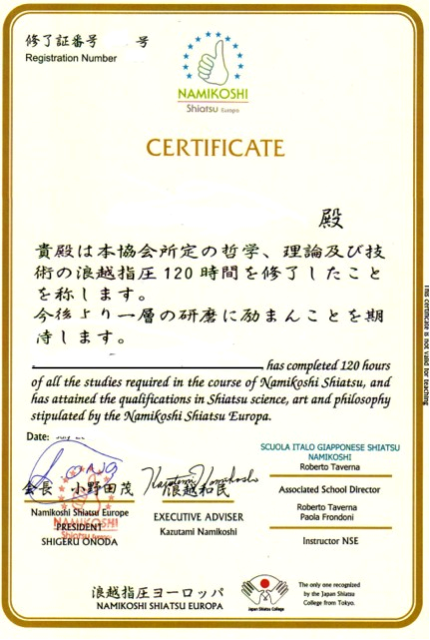 修了証番号 号
Registration Number
NAMIKOSHI
Shiatsu Europa
CERTIFICATE
殿
貴殿は本協会所定の哲学、理論及び技
術の浪越指圧120時間を修了したこと
を称します。
今後より一層の研磨に励まんことを期
待します。
has completed 120 hours
of all the studies required in the course of Namikoshi Shiatsu, and
has attained the qualifications in Shiatsu science, art and philosophy
stipulated by the Namikoshi Shiatsu Europa.
Date:
会長 小野田茂
Namikoshi Shiatsu Europe
PRESIDENT
SHIGERU ONODA
NAMIKOSHI
Shiatsu
Kazutami Namikoshi
浪越和民
EXECUTIVE ADVISER
Kazutami Namikoshi
SCUOLA ITALO GIAPPONESE SHIATSU
NAMIKOSHI
Roberto Taverna
Associated School Director
Roberto Taverna
Paola Frondoni
Instructor NSE
浪越指圧ヨーロッパ
NAMIKOSHI SHIATSU EUROPA
Japan Shiatsu College
The only one recognized
by the Japan Shiatsu
College from Tokyo.
This certificate is not valid for teaching